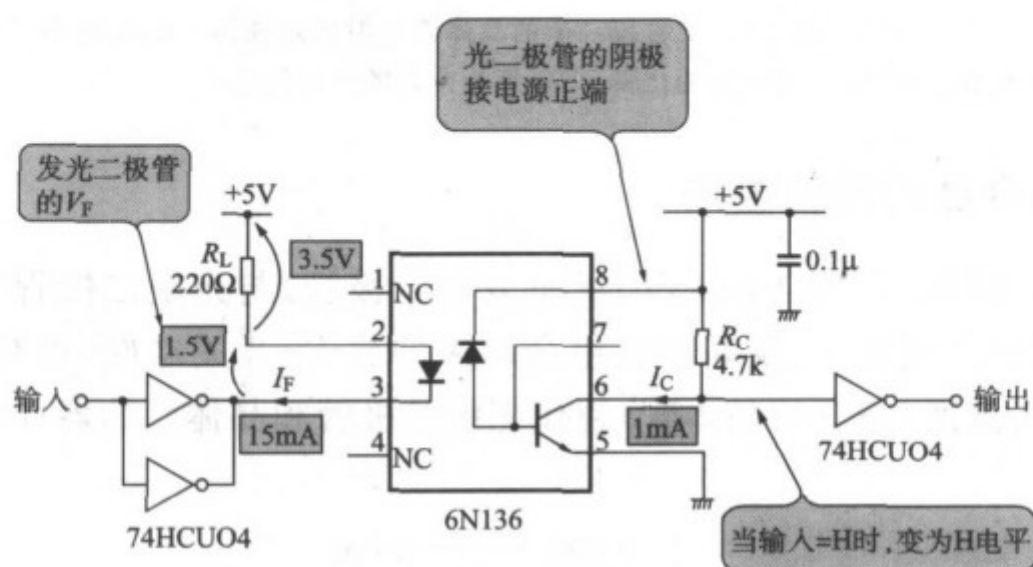 光二极管的阴极
接电源正端
发光二极管
的VF
+5V
+5V
RL
220Ω
3.5V
0.1μ
1
NC
8
1.5V
2
7
RC
4.7k
输入
IF
3
6
IC
输出
15mA
4
NC
5
1mA
74HCUO4
74HCUO4
6N136
当输入=H时,变为H电平